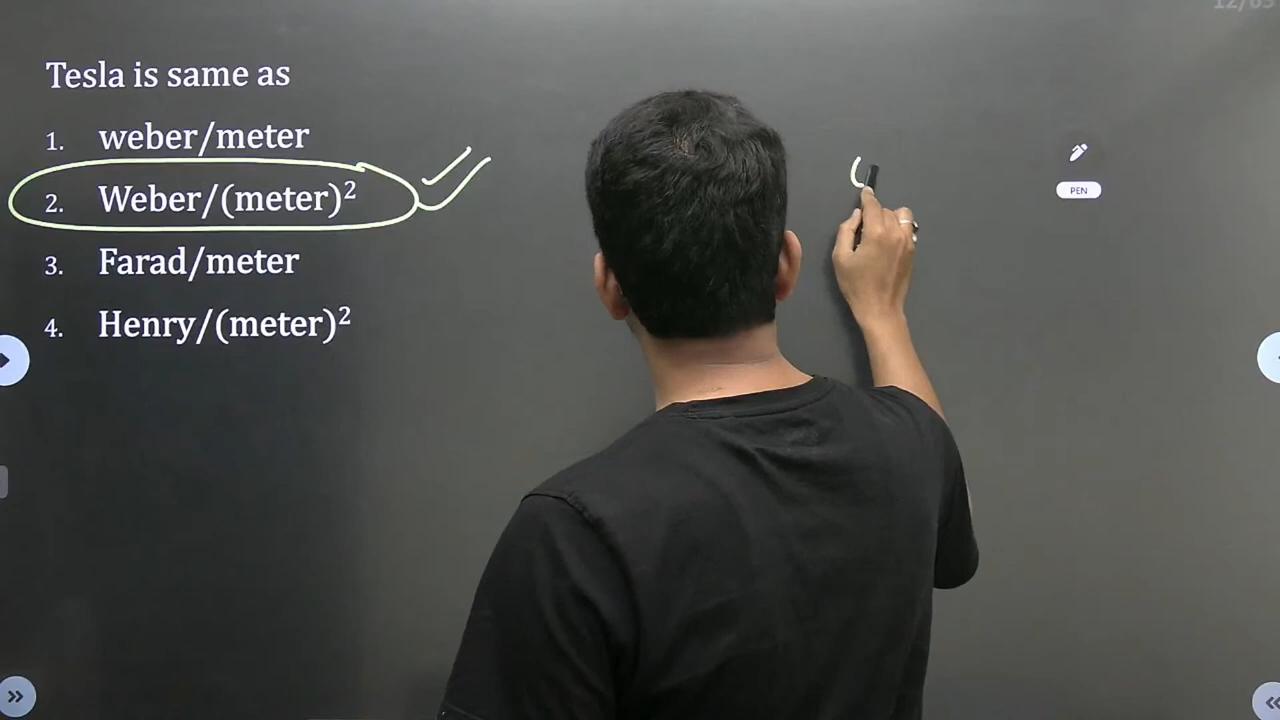 Tesla is same as
1. weber/meter
2. Weber/(meter)²
3. Farad/meter
4. Henry/(meter)²
PEN